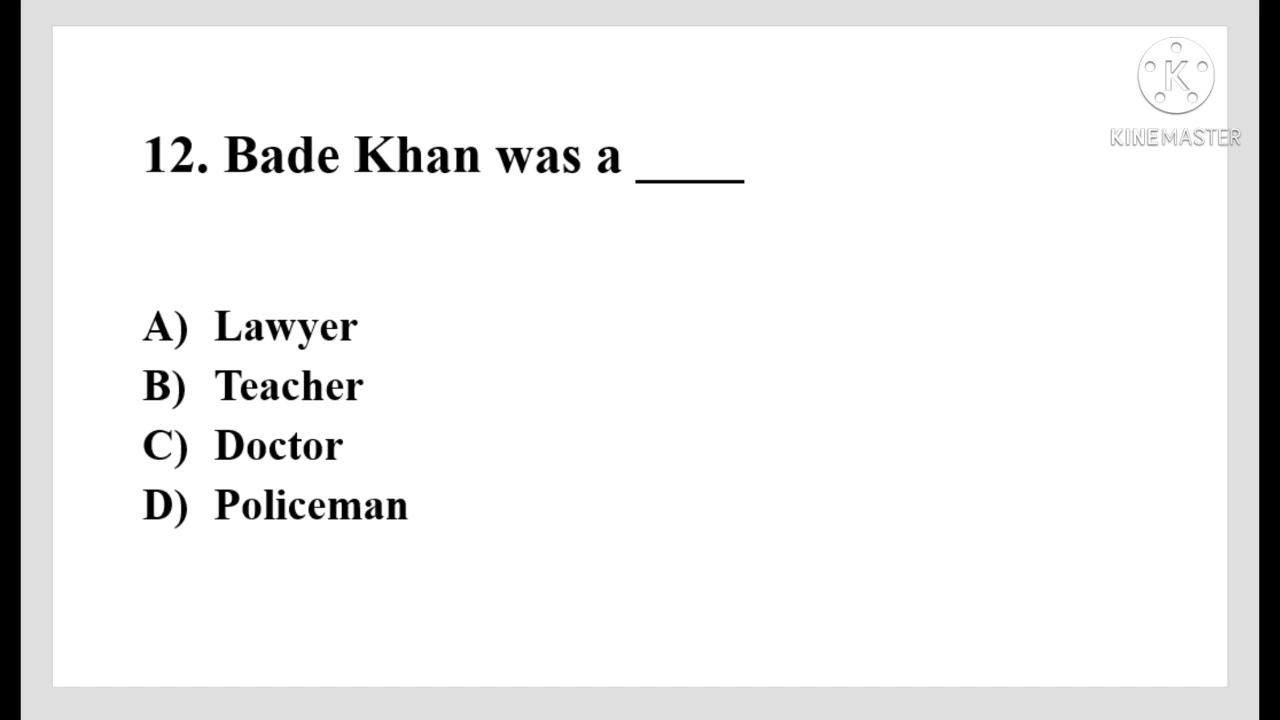 12. Bade Khan was a ____
A) Lawyer
B) Teacher
C) Doctor
D) Policeman
K
KINEMASTER